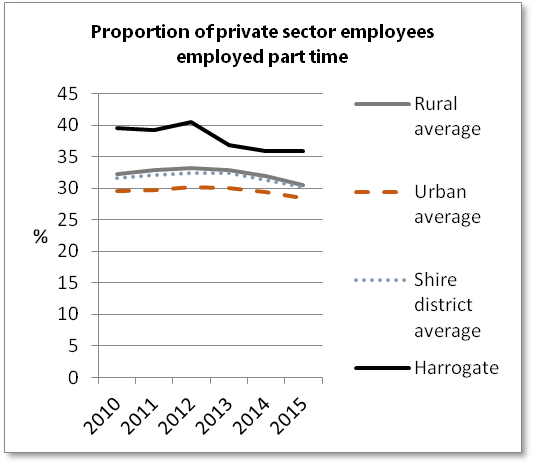 Proportion of private sector employees
employed part time
45
40
35
30
25
20
15
10
5
0
%
2010
2011
2012
2013
2014
2015
Rural
average
Urban
average
Shire
district
average
Harrogate